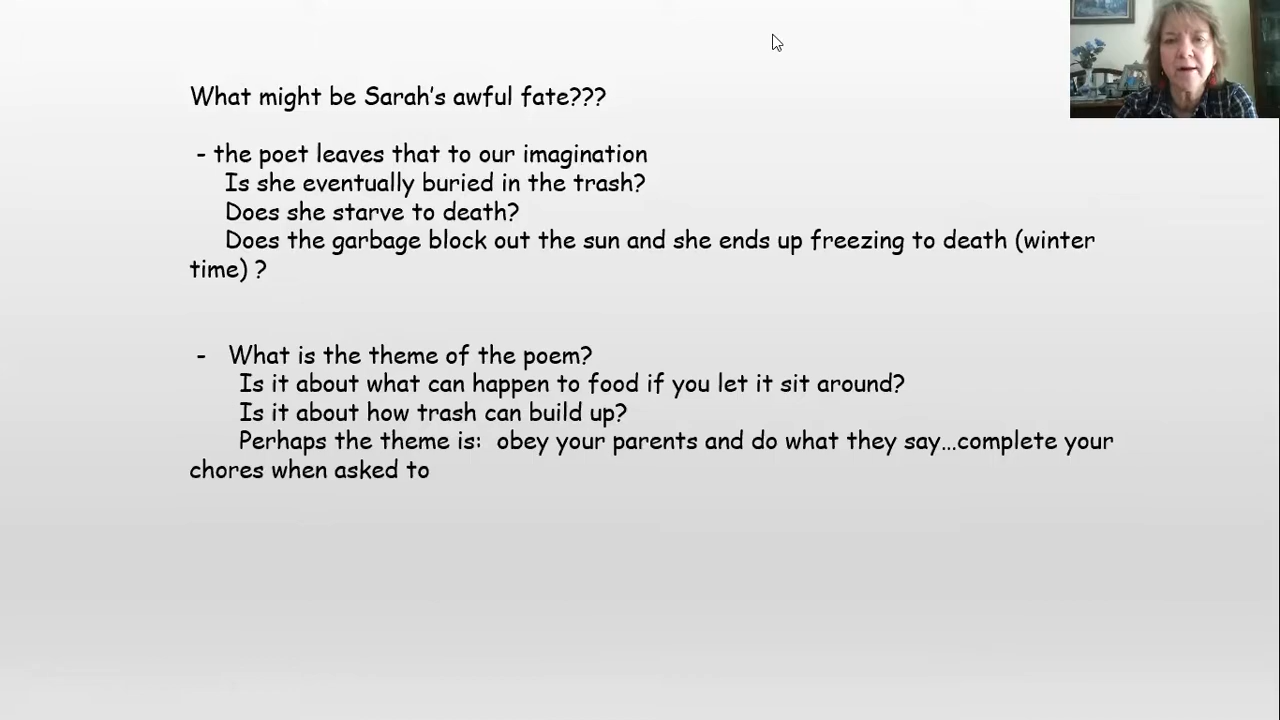 What might be Sarah's awful fate???
- the poet leaves that to our imagination
Is she eventually buried in the trash?
Does she starve to death?
Does the garbage block out the sun and she ends up freezing to death (winter
time) ?
- What is the theme of the poem?
Is it about what can happen to food if you let it sit around?
Is it about how trash can build up?
Perhaps the theme is: obey your parents and do what they say…complete your
chores when asked to